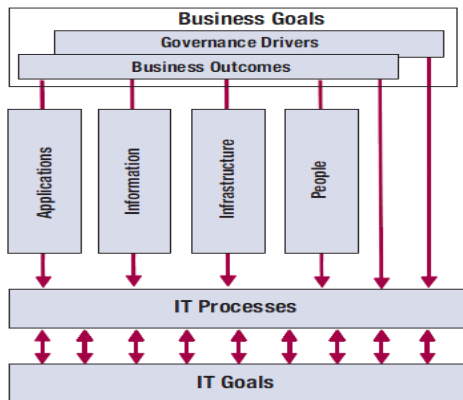 Business Goals
Governance Drivers
Business Outcomes
Applications
Information
Infrastructure
People
IT Processes
IT Goals